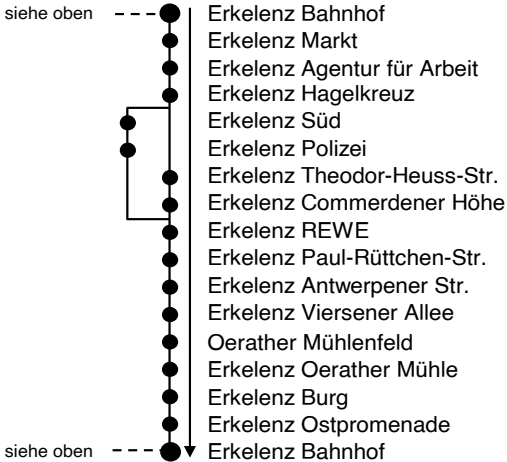 siehe oben Erkelenz Bahnhof
Erkelenz Markt
Erkelenz Agentur für Arbeit
Erkelenz Hagelkreuz
Erkelenz Süd
Erkelenz Polizei
Erkelenz Theodor-Heuss-Str.
Erkelenz Commerdener Höhe
Erkelenz REWE
Erkelenz Paul-Rüttchen-Str.
Erkelenz Antwerpener Str.
Erkelenz Viersener Allee
Oerather Mühlenfeld
Erkelenz Oerather Mühle
Erkelenz Burg
Erkelenz Ostpromenade
siehe oben Erkelenz Bahnhof